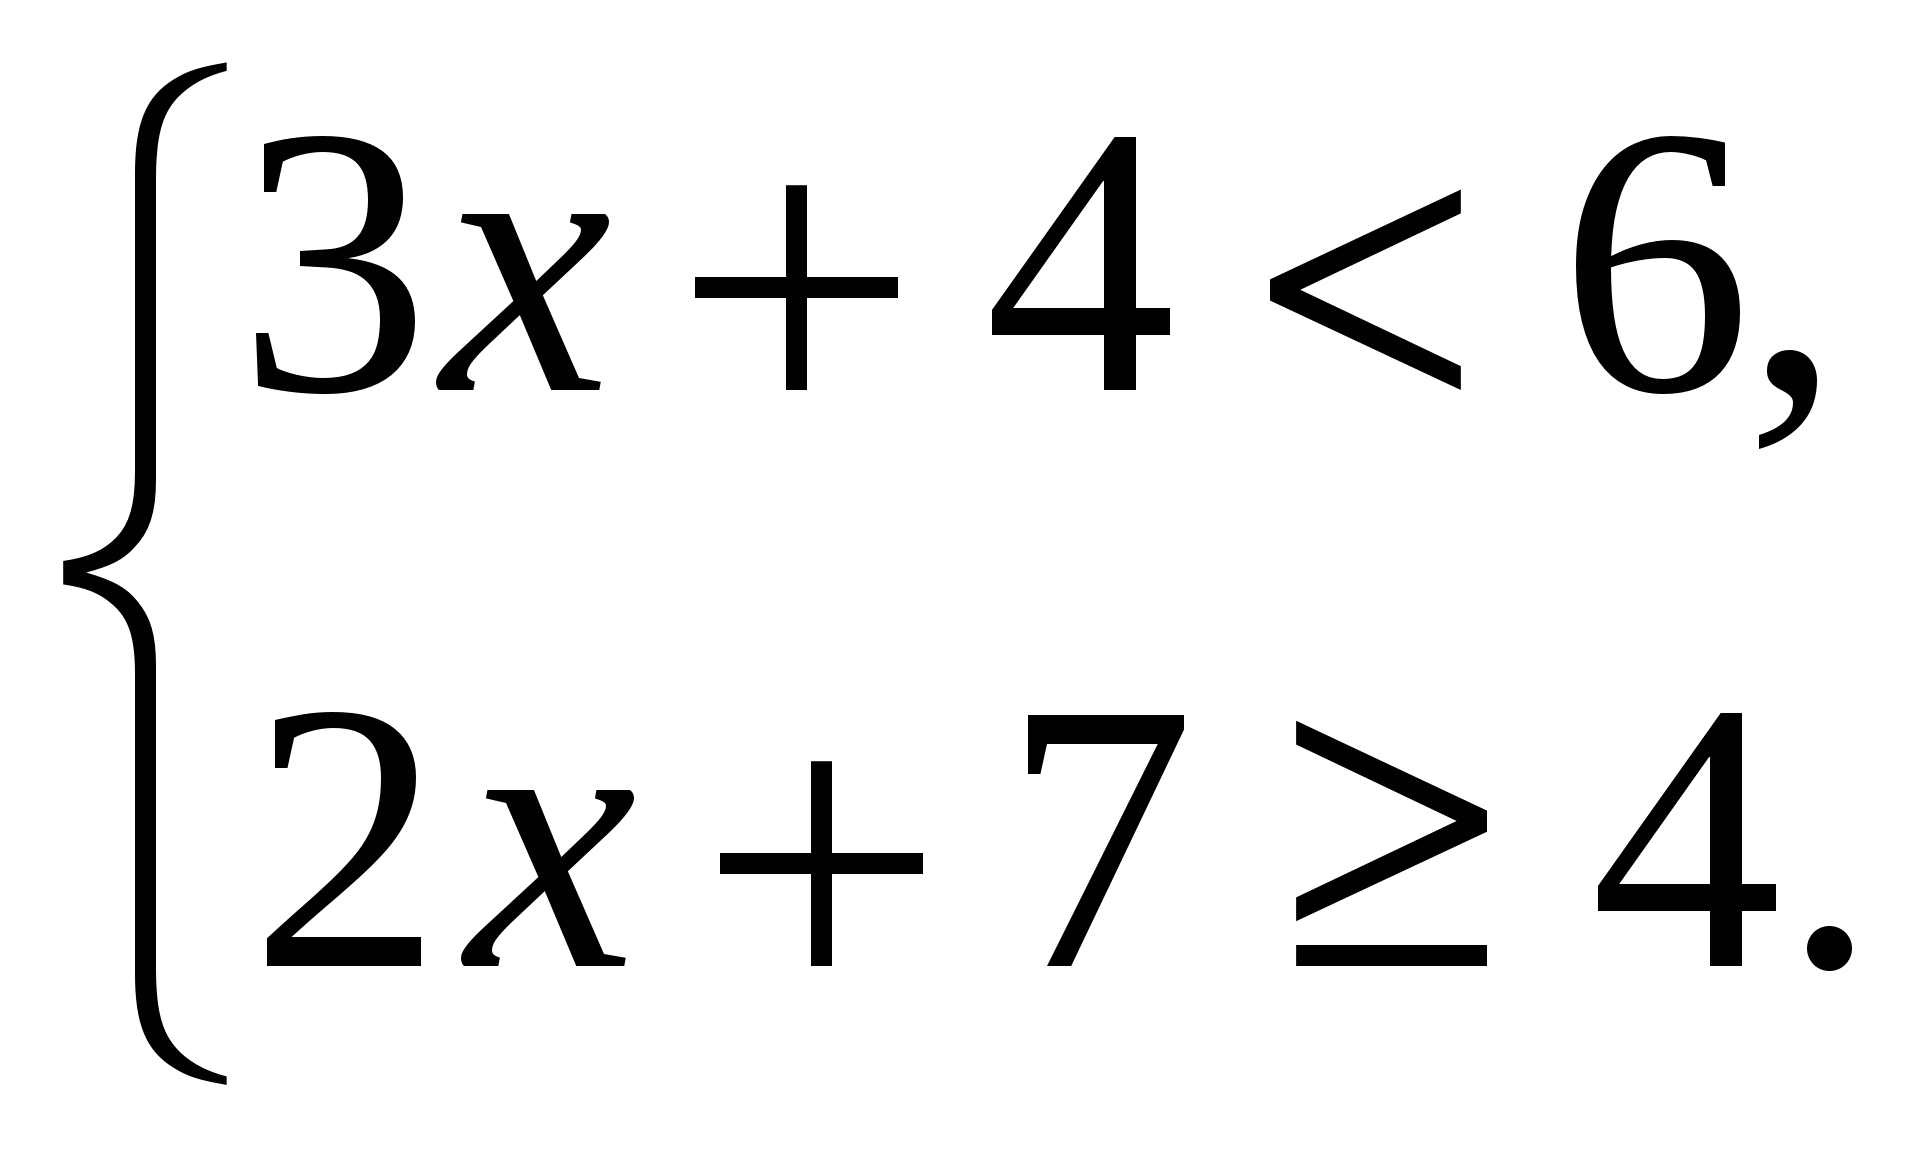 3x + 4 < 6,
2x + 7 ≥ 4.